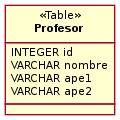 «Table»
Profesor
INTEGER id
VARCHAR nombre
VARCHAR ape1
VARCHAR ape2